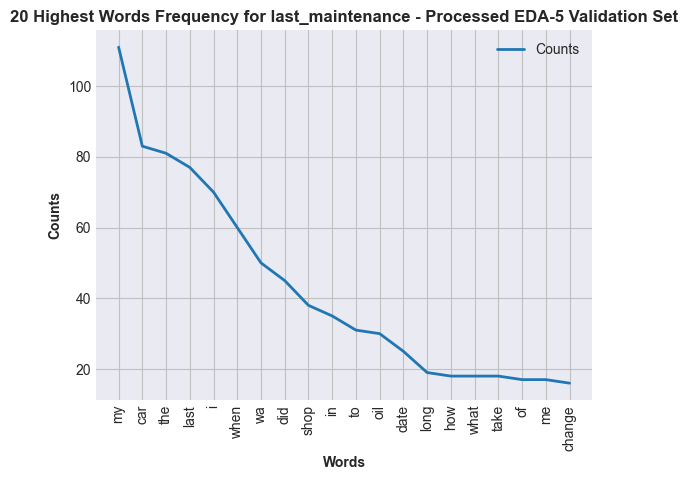 20 Highest Words Frequency for last_maintenance - Processed EDA-5 Validation Set
Counts
Counts
100
80
60
40
20
my
car
the
last
i
when
wa
did
shop
in
to
oil
date
long
how
what
take
of
me
change
Words